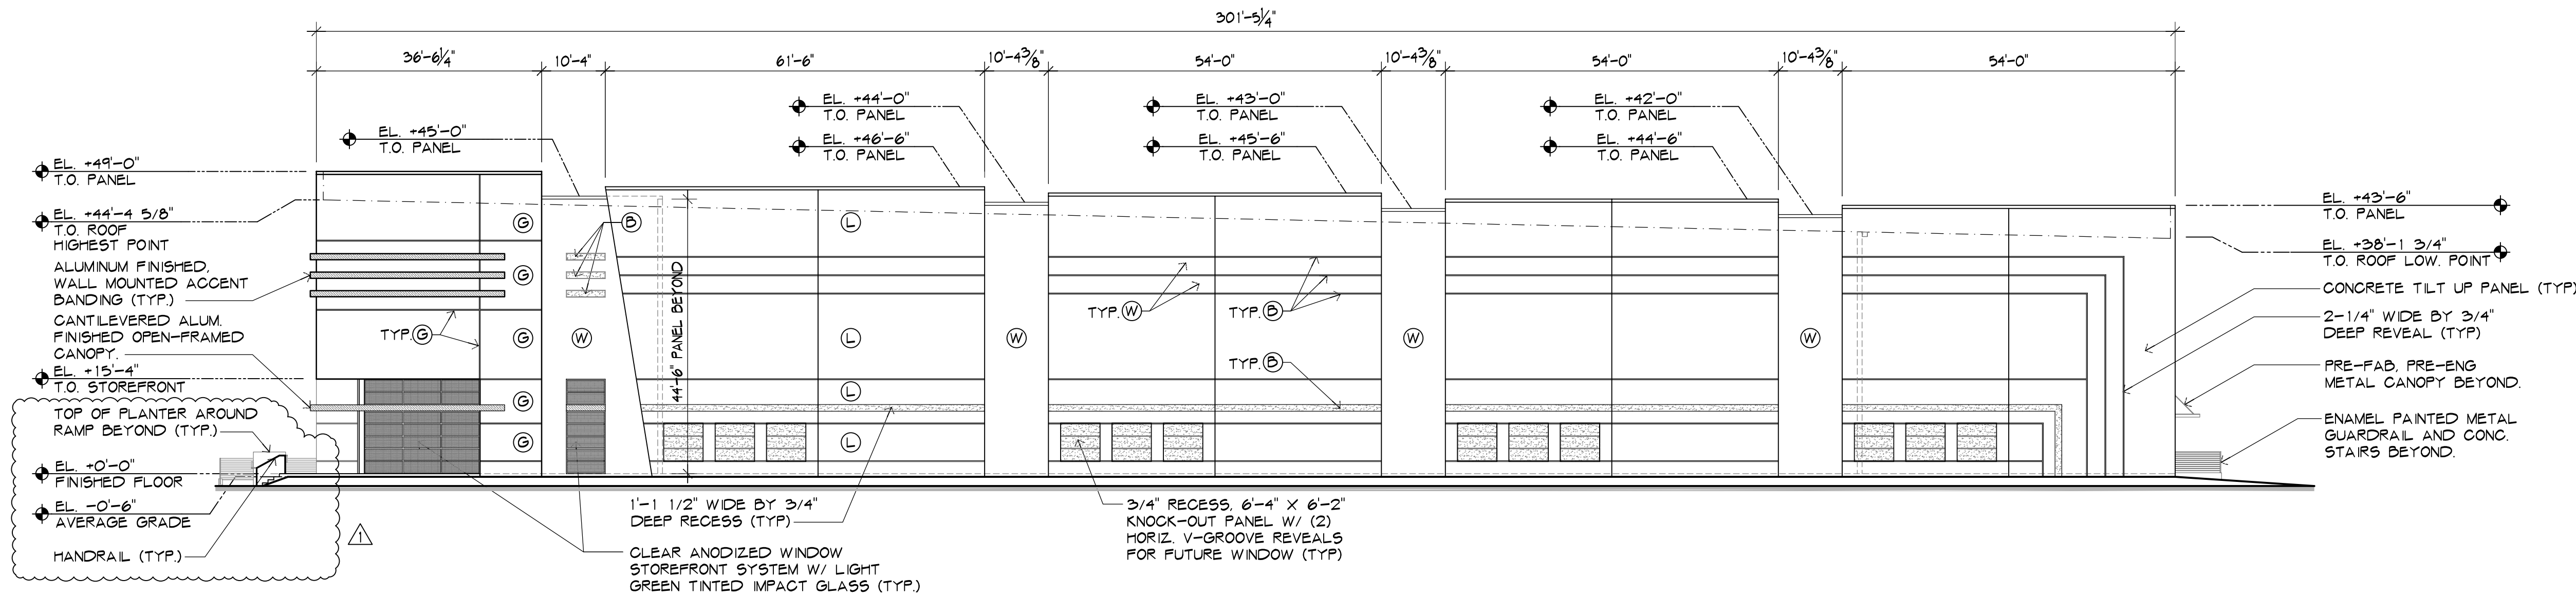 301'-5 1/4"
36'-6 1/4"
10'-4"
61'-6"
10'-4 3/8"
54'-0"
10'-4 3/8"
54'-0"
10'-4 3/8"
54'-0"
EL. +45'-0"
T.O. PANEL
EL. +44'-0"
T.O. PANEL
EL. +46'-6"
T.O. PANEL
EL. +43'-0"
T.O. PANEL
EL. +45'-6"
T.O. PANEL
EL. +42'-0"
T.O. PANEL
EL. +44'-6"
T.O. PANEL
EL. +49'-0"
T.O. PANEL
EL. +44'-4 5/8"
T.O. ROOF
HIGHEST POINT
ALUMINUM FINISHED,
WALL MOUNTED ACCENT
BANDING (TYP.)
CANTILEVERED ALUM.
FINISHED OPEN-FRAMED
CANOPY.
EL. +15'-4"
T.O. STOREFRONT
TOP OF PLANTER AROUND
RAMP BEYOND (TYP.)
EL. +0'-0"
FINISHED FLOOR
EL. -0'-6"
AVERAGE GRADE
HANDRAIL (TYP.)
1
TYP. G
G
G
G
G
G
B
W
44'-6" PANEL BEYOND
L
L
L
L
W
TYP. W
TYP. B
TYP. B
W
W
EL. +43'-6"
T.O. PANEL
EL. +38'-1 3/4"
T.O. ROOF LOW. POINT
CONCRETE TILT UP PANEL (TYP)
2-1/4" WIDE BY 3/4"
DEEP REVEAL (TYP)
PRE-FAB, PRE-ENG
METAL CANOPY BEYOND.
ENAMEL PAINTED METAL
GUARDRAIL AND CONC.
STAIRS BEYOND.
1'-1 1/2" WIDE BY 3/4"
DEEP RECESS (TYP)
CLEAR ANODIZED WINDOW
STOREFRONT SYSTEM W/ LIGHT
GREEN TINTED IMPACT GLASS (TYP.)
3/4" RECESS, 6'-4" X 6'-2"
KNOCK-OUT PANEL W/ (2)
HORIZ. V-GROOVE REVEALS
FOR FUTURE WINDOW (TYP)